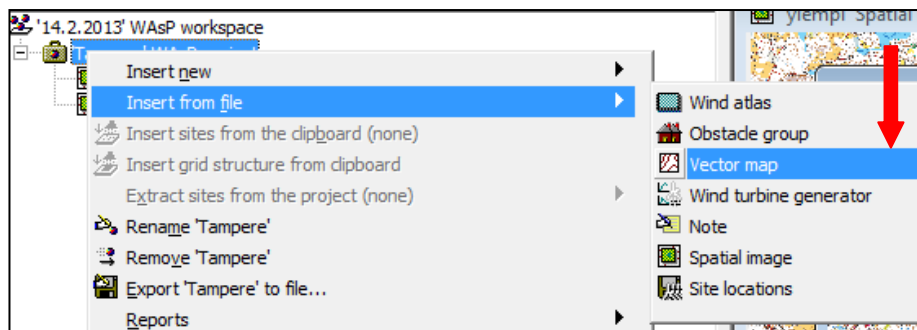 '14.2.2013' WAsP workspace
ylempi Spatial
Insert new
Insert from file
Insert sites from the clipboard (none)
Insert grid structure from clipboard
Extract sites from the project (none)
Rename 'Tampere'
Remove 'Tampere'
Export 'Tampere' to file...
Reports
Wind atlas
Obstacle group
Vector map
Wind turbine generator
Note
Spatial image
Site locations